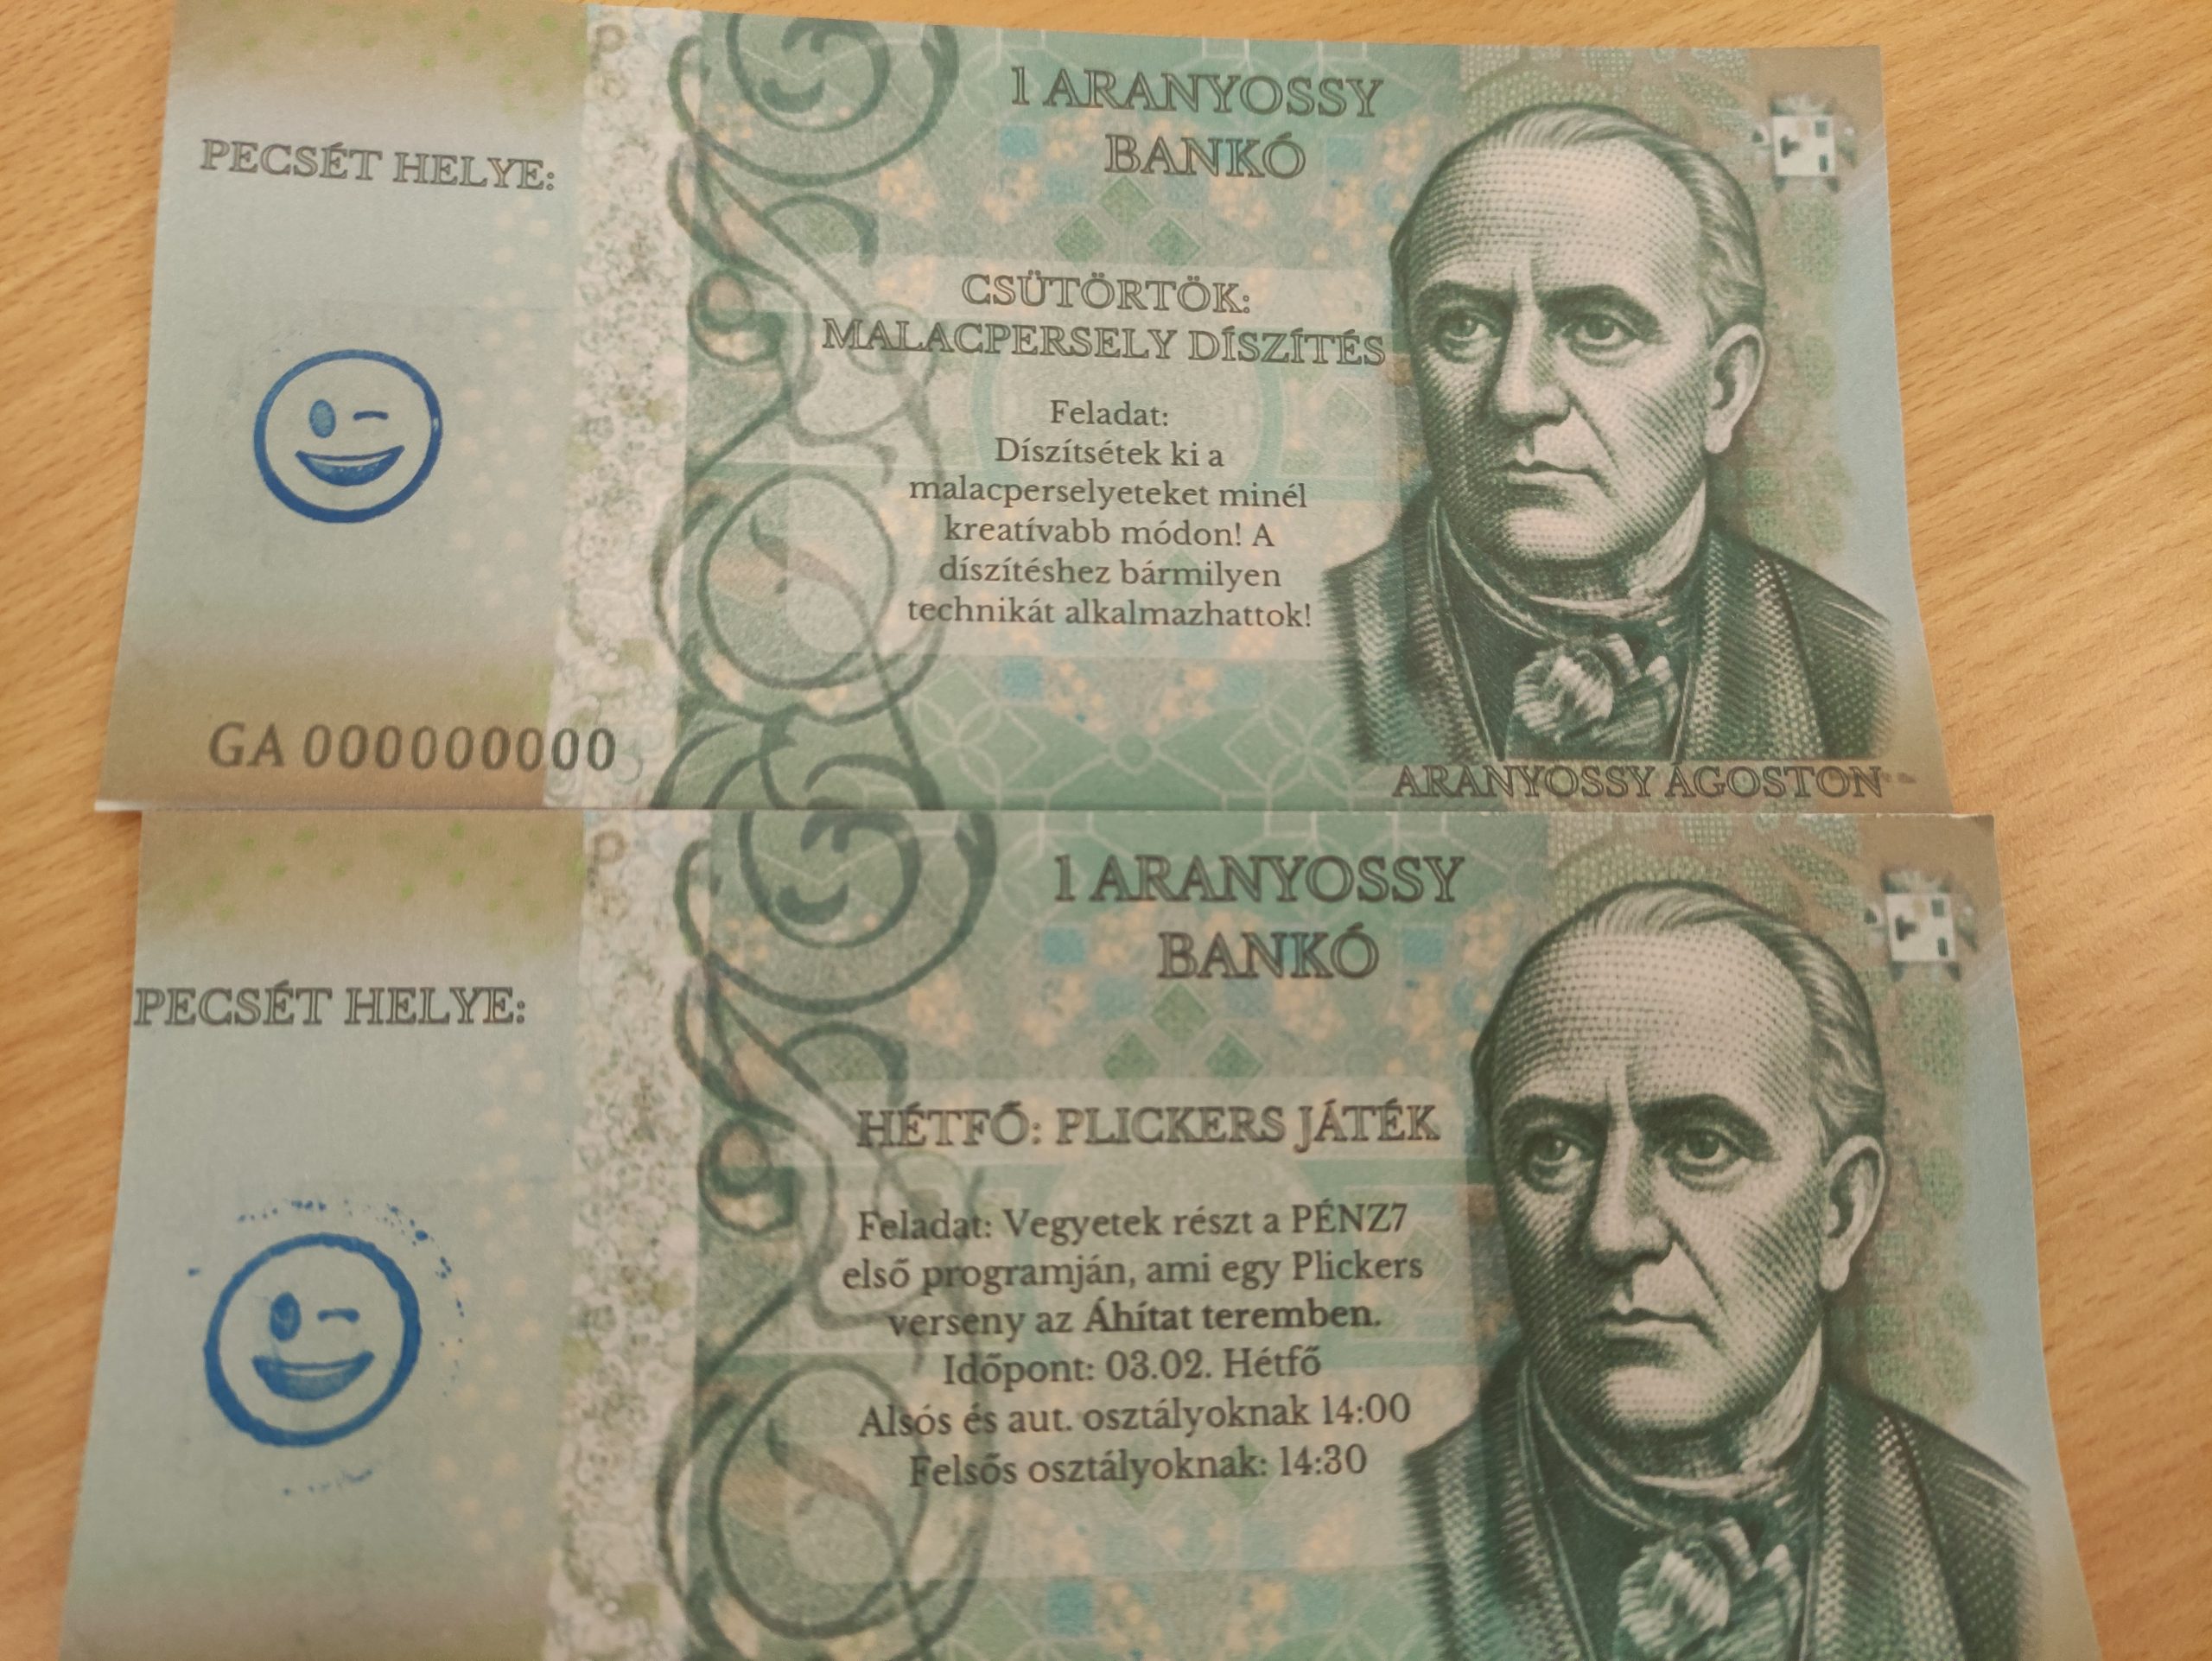 1 ARANYOSSY
BANKÓ
PECSÉT HELYE:
CSÜTÖRTÖK:
MALACPERSELY DÍSZÍTÉS
Feladat:
Díszítsétek ki a
malacperselyeteket minél
kreatívabb módon! A
díszítéshez bármilyen
technikát alkalmazhattok!
GA 000000000
ARANYOSSY ÁGOSTON
1 ARANYOSSY
BANKÓ
PECSÉT HELYE:
HÉTFŐ: PLICKERS JÁTÉK
Feladat: Vegyetek részt a PÉNZ7
első programján, ami egy Plickers
verseny az Áhítat teremben.
Időpont: 03.02. Hétfő
Alsós és aut. osztályoknak 14:00
Felsős osztályoknak: 14:30